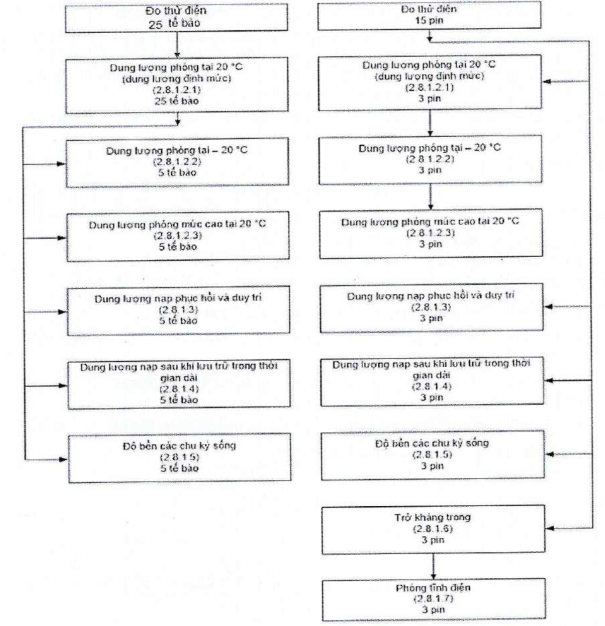 Đo thử điện
25 tế bào
Dung lượng phóng tại 20 °C
(dung lượng định mức)
(2.8.1.2.1)
25 tế bào
Dung lượng phóng tại – 20 °C
(2.8.1.2.2)
5 tế bào
Dung lượng phóng mức cao tại 20 °C
(2.8.1.2.3)
5 tế bào
Dung lượng nạp phục hồi và duy trì
(2.8.1.3)
5 tế bào
Dung lượng nạp sau khi lưu trữ trong thời
gian dài
(2.8.1.4)
5 tế bào
Độ bền các chu kỳ sống
(2.8.1.5)
5 tế bào
Đo thử điện
15 pin
Dung lượng phóng tại 20 °C
(dung lượng định mức)
(2.8.1.2.1)
3 pin
Dung lượng phóng tại – 20 °C
(2.8.1.2.2)
3 pin
Dung lượng phóng mức cao tại 20 °C
(2.8.1.2.3)
3 pin
Dung lượng nạp phục hồi và duy trì
(2.8.1.3)
3 pin
Dung lượng nạp sau khi lưu trữ trong thời
gian dài
(2.8.1.4)
3 pin
Độ bền các chu kỳ sống
(2.8.1.5)
3 pin
Trở kháng trong
(2.8.1.6)
3 pin
Phóng tĩnh điện
(2.8.1.7)
3 pin